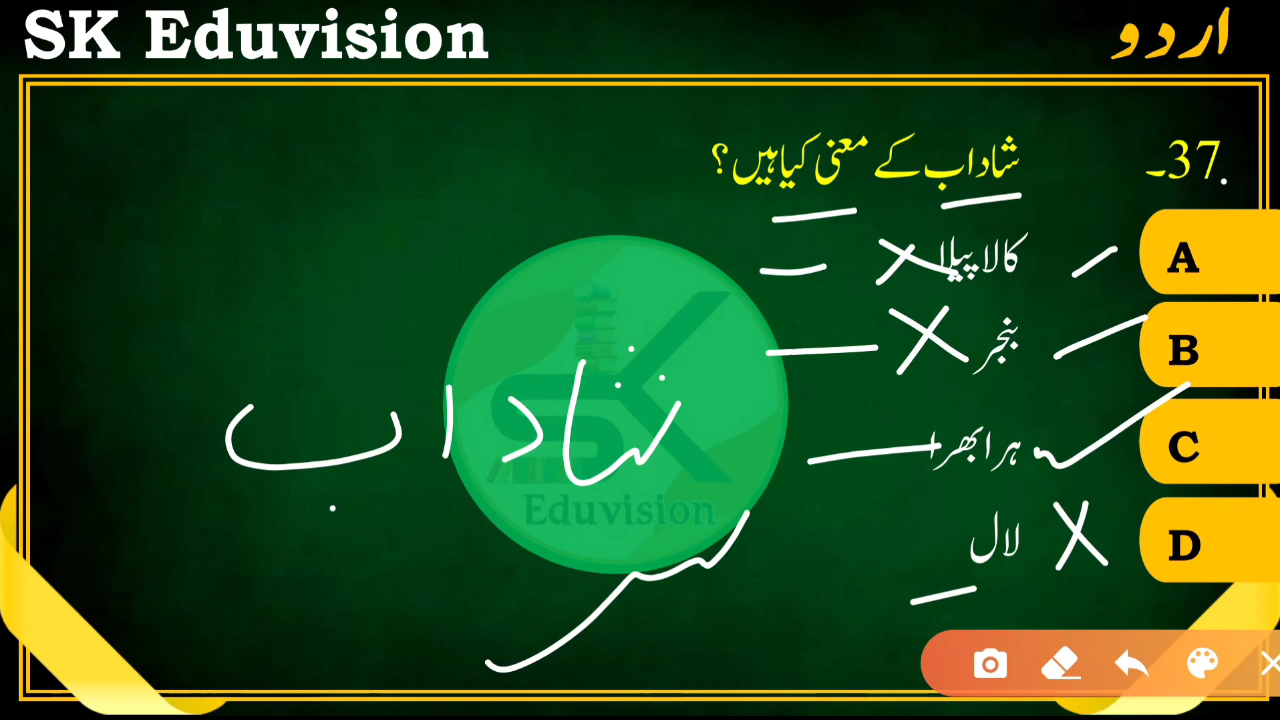 SK Eduvision
اردو
37۔ شاداب کے معنی کیا ہیں؟
A کالا پیلا
B بنجر
C ہرا بھرا
D لال
شاداب
Eduvision